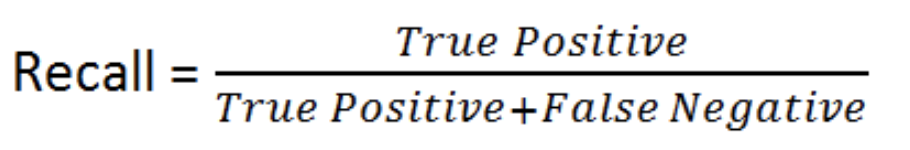 True Positive
Recall =
True Positive+False Negative